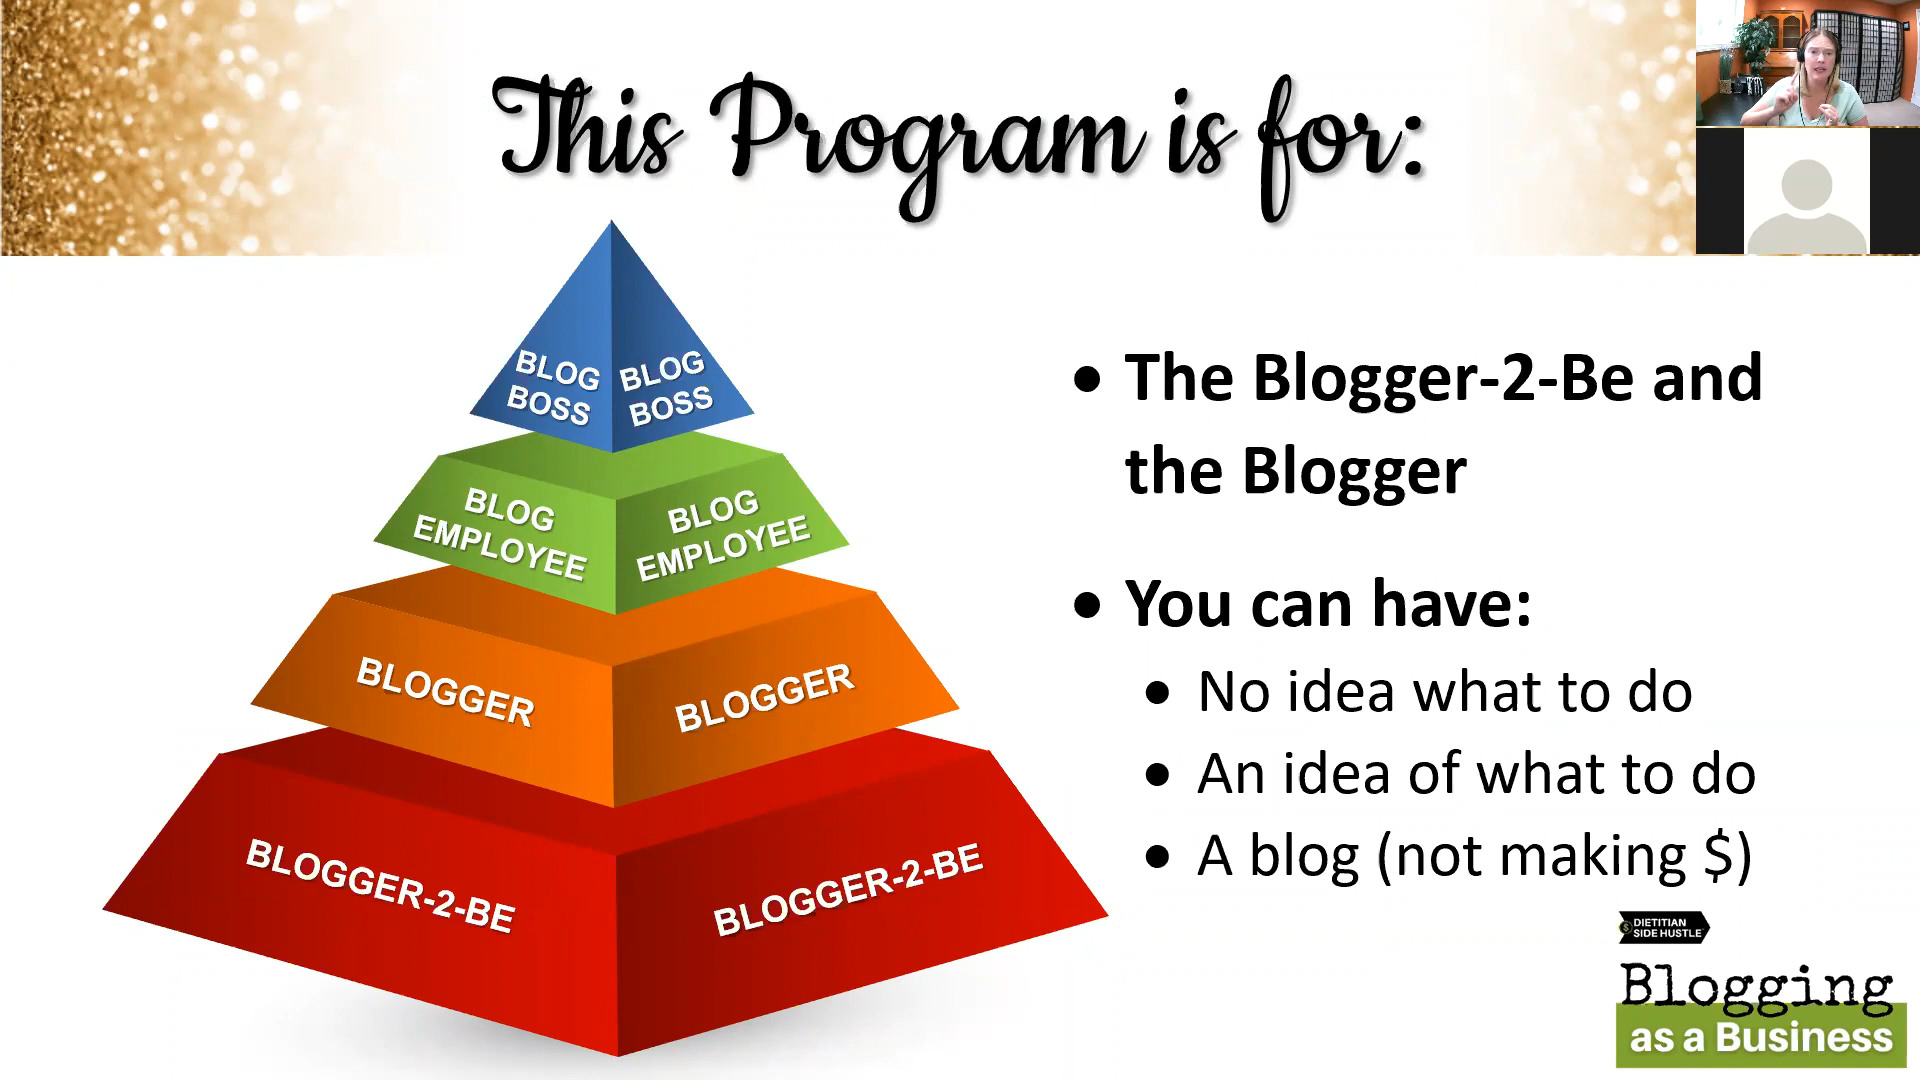 This Program is for:
BLOG
BOSS
BLOG
BOSS
BLOG
EMPLOYEE
BLOG
EMPLOYEE
BLOGGER
BLOGGER
BLOGGER-2-BE
BLOGGER-2-BE
• The Blogger-2-Be and
the Blogger
• You can have:
• No idea what to do
• An idea of what to do
• A blog (not making $)
$
DIETITIAN
SIDE HUSTLE
Blogging
as a Business